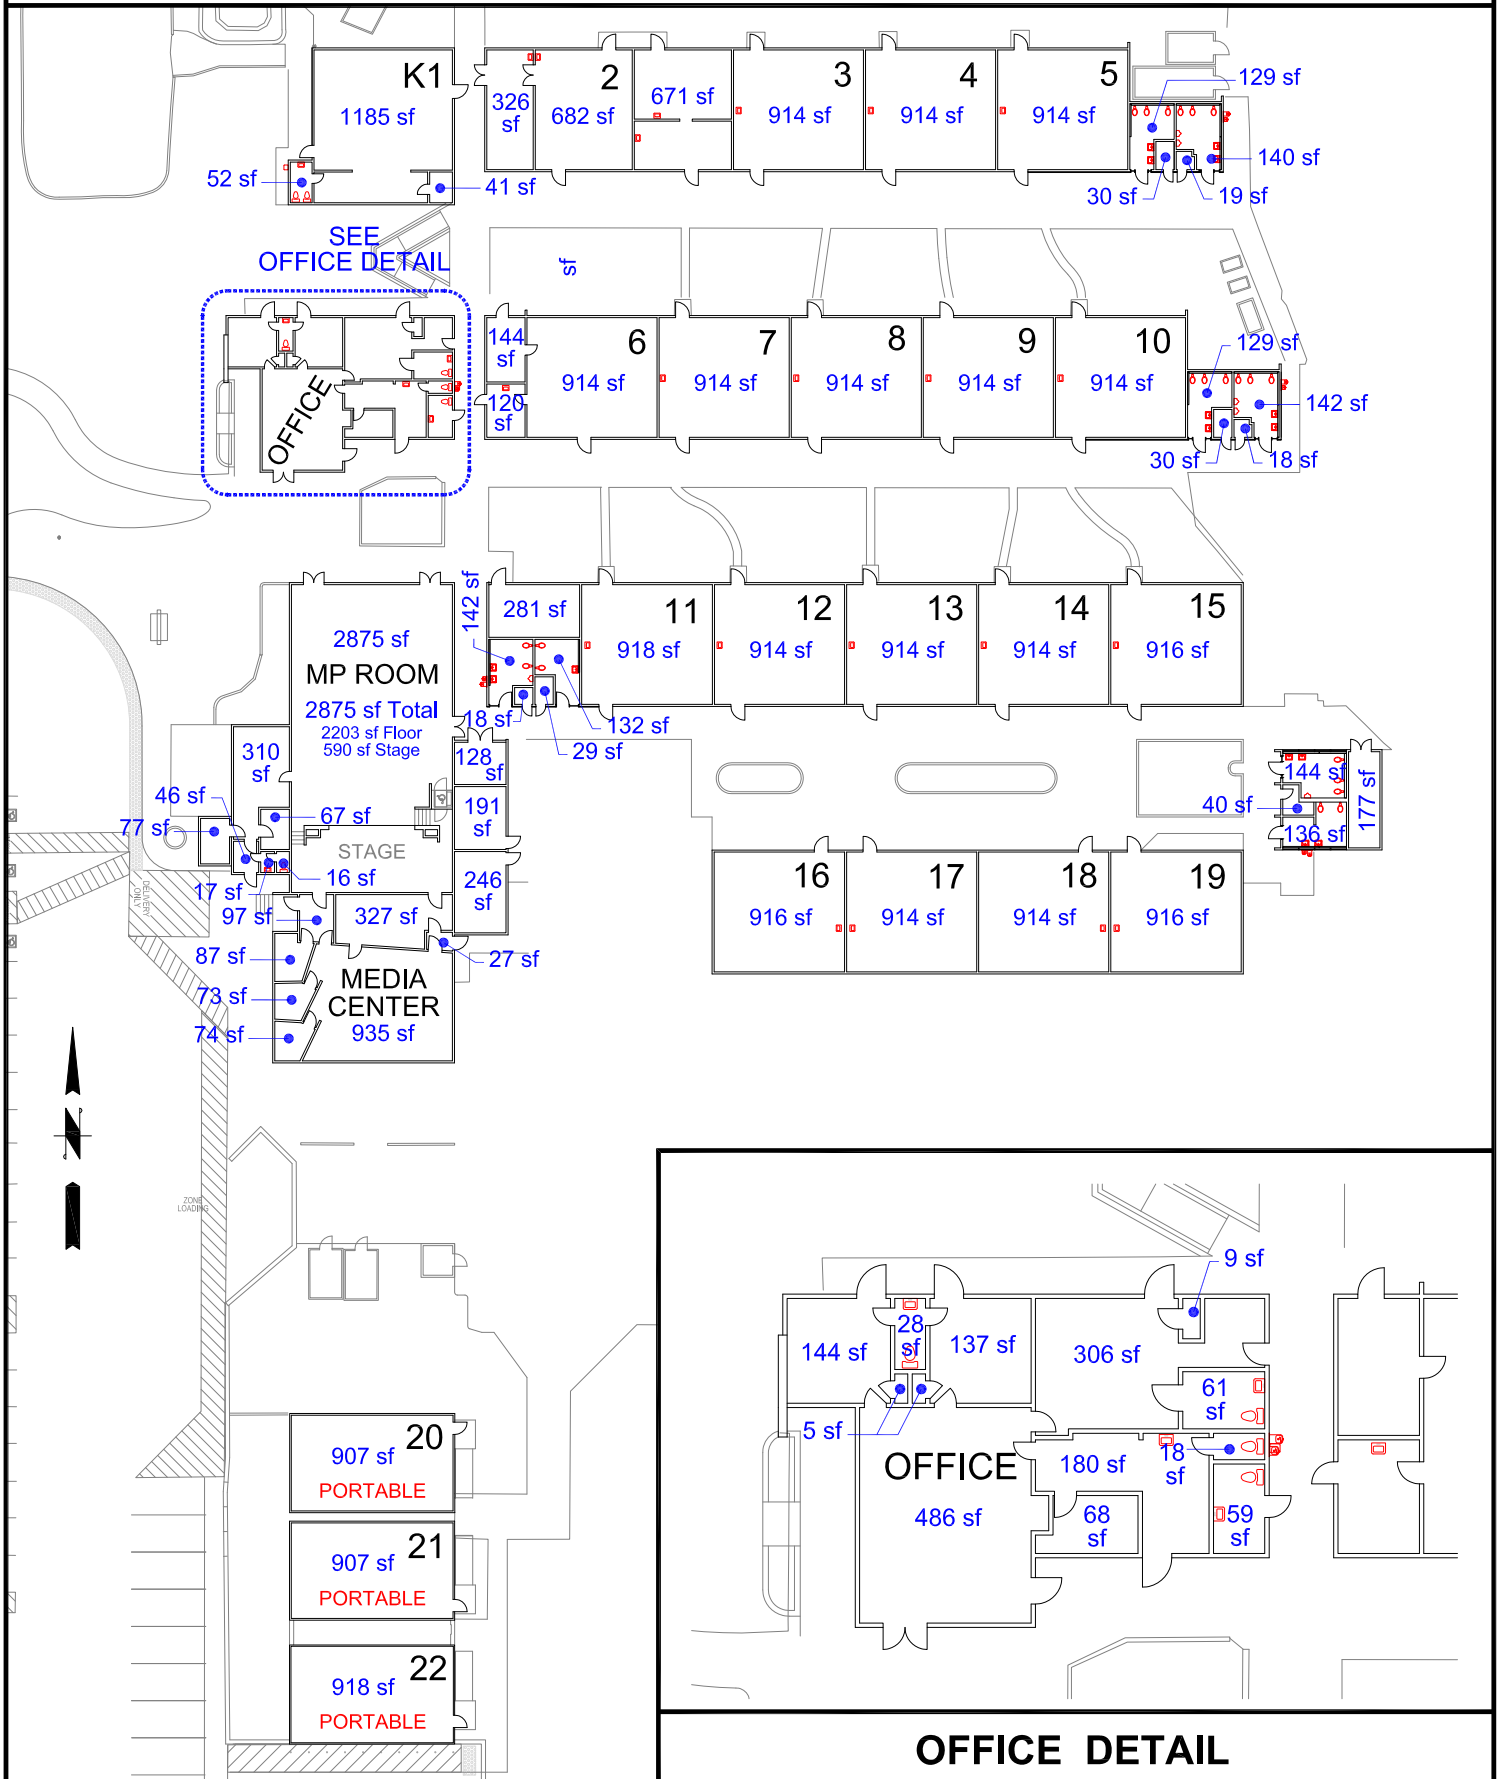 K1
1185 sf
52 sf
41 sf
326
sf
2
682 sf
671 sf
3
914 sf
4
914 sf
5
914 sf
129 sf
140 sf
30 sf
19 sf
SEE
OFFICE DETAIL
sf
OFFICE
144
sf
120
sf
6
914 sf
7
914 sf
8
914 sf
9
914 sf
10
914 sf
129 sf
142 sf
30 sf
18 sf
142 sf
281 sf
11
918 sf
12
914 sf
13
914 sf
14
914 sf
15
916 sf
18 sf
132 sf
29 sf
2875 sf
MP ROOM
2875 sf Total
2203 sf Floor
590 sf Stage
310
sf
128
sf
46 sf
77 sf
67 sf
191
sf
STAGE
16 sf
17 sf
246
sf
97 sf
327 sf
87 sf
27 sf
73 sf
74 sf
MEDIA
CENTER
935 sf
144 sf
40 sf
136 sf
177 sf
16
916 sf
17
914 sf
18
914 sf
19
916 sf
DELIVERY
ONLY
N
ZONE
LOADING
20
907 sf
PORTABLE
21
907 sf
PORTABLE
22
918 sf
PORTABLE
9 sf
144 sf
28
sf
137 sf
306 sf
61
sf
5 sf
OFFICE
486 sf
180 sf
18
sf
68
sf
59
sf
OFFICE DETAIL